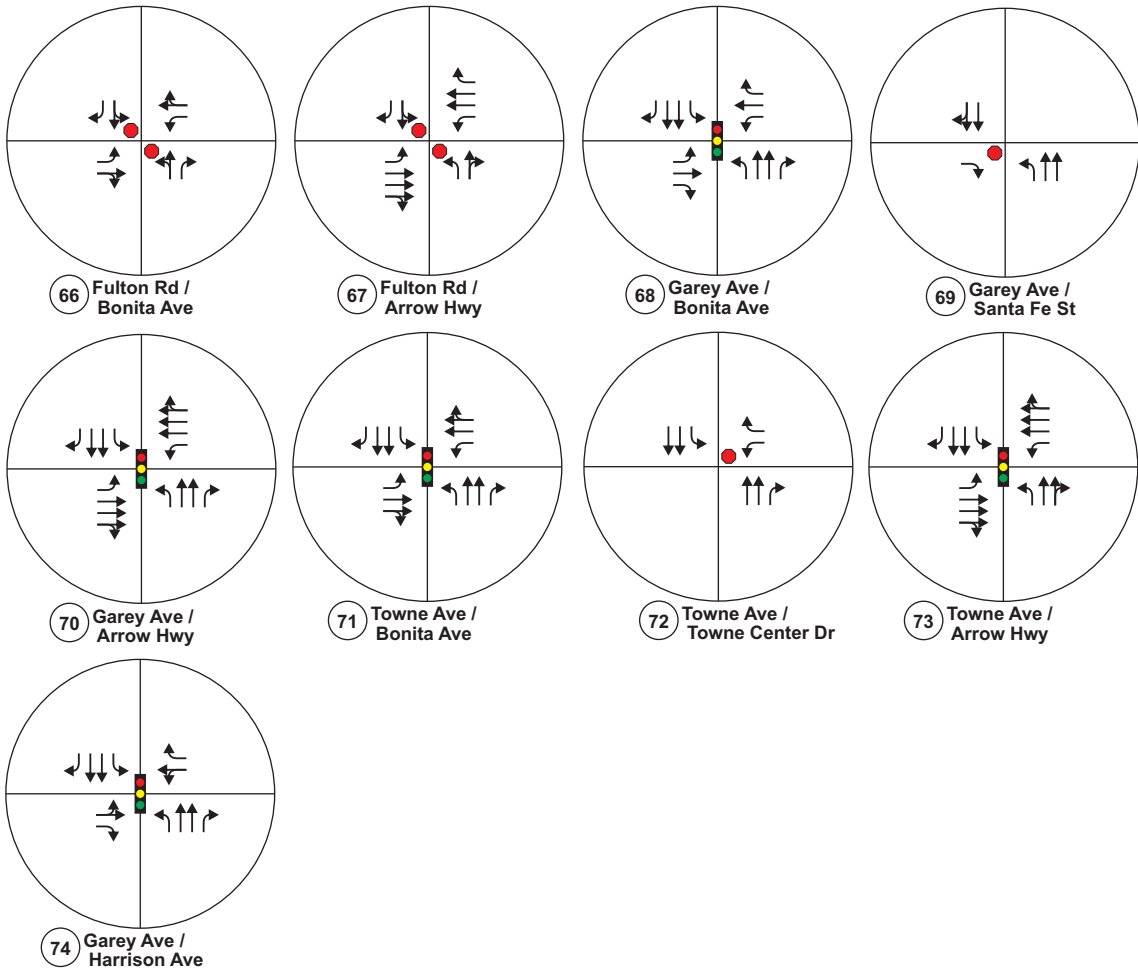 66 Fulton Rd /
Bonita Ave
67 Fulton Rd /
Arrow Hwy
68 Garey Ave /
Bonita Ave
69 Garey Ave /
Santa Fe St
70 Garey Ave /
Arrow Hwy
71 Towne Ave /
Bonita Ave
72 Towne Ave /
Towne Center Dr
73 Towne Ave /
Arrow Hwy
74 Garey Ave /
Harrison Ave